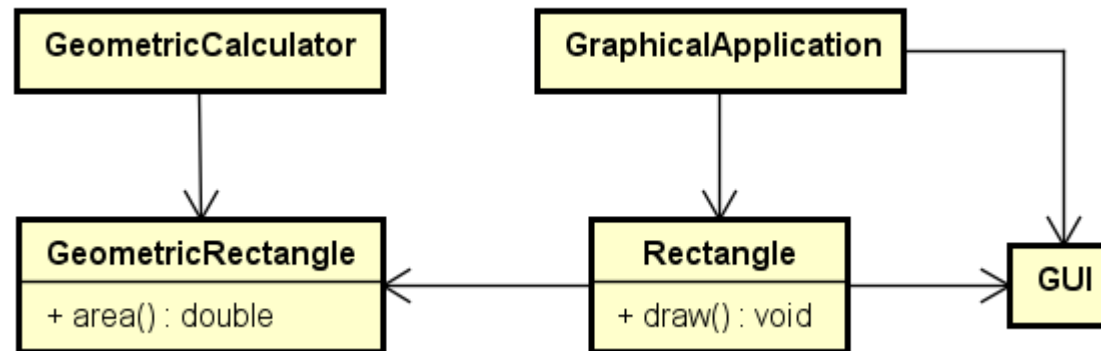 GeometricCalculator
GraphicalApplication
GeometricRectangle
+ area() : double
Rectangle
+ draw() : void
GUI